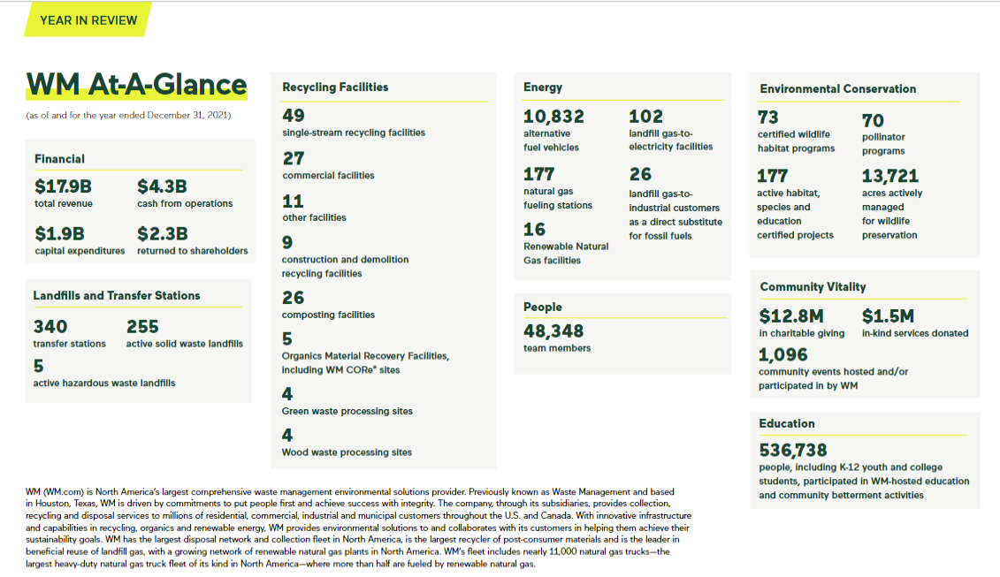 YEAR IN REVIEW
WM At-A-Glance
(as of and for the year ended December 31, 2021)
Financial
$17.9B
total revenue
$4.3B
cash from operations
$1.9B
capital expenditures
$2.3B
returned to shareholders
Landfills and Transfer Stations
340
transfer stations
255
active solid waste landfills
5
active hazardous waste landfills
Recycling Facilities
49
single-stream recycling facilities
27
commercial facilities
11
other facilities
9
construction and demolition
recycling facilities
26
composting facilities
5
Organics Material Recovery Facilities,
including WM CORe® sites
4
Green waste processing sites
4
Wood waste processing sites
Energy
10,832
alternative
fuel vehicles
177
natural gas
fueling stations
16
Renewable Natural
Gas facilities
102
landfill gas-to-
electricity facilities
26
landfill gas-to-
industrial customers
as a direct substitute
for fossil fuels
People
48,348
team members
Environmental Conservation
73
certified wildlife
habitat programs
70
pollinator
programs
177
active habitat,
species and
education
certified projects
13,721
acres actively
managed
for wildlife
preservation
Community Vitality
$12.8M
in charitable giving
$1.5M
in-kind services donated
1,096
community events hosted and/or
participated in by WM
Education
536,738
people, including K-12 youth and college
students, participated in WM-hosted education
and community betterment activities
WM (WM.com) is North America's largest comprehensive waste management environmental solutions provider. Previously known as Waste Management and based
in Houston, Texas, WM is driven by commitments to put people first and achieve success with integrity. The company, through its subsidiaries, provides collection,
recycling and disposal services to millions of residential, commercial, industrial and municipal customers throughout the U.S. and Canada. With innovative infrastructure
and capabilities in recycling, organics and renewable energy, WM provides environmental solutions to and collaborates with its customers in helping them achieve their
sustainability goals. WM has the largest disposal network and collection fleet in North America, is the largest recycler of post-consumer materials and is the leader in
beneficial reuse of landfill gas, with a growing network of renewable natural gas plants in North America. WM's fleet includes nearly 11,000 natural gas trucks—the
largest heavy-duty natural gas truck fleet of its kind in North America—where more than half are fueled by renewable natural gas.